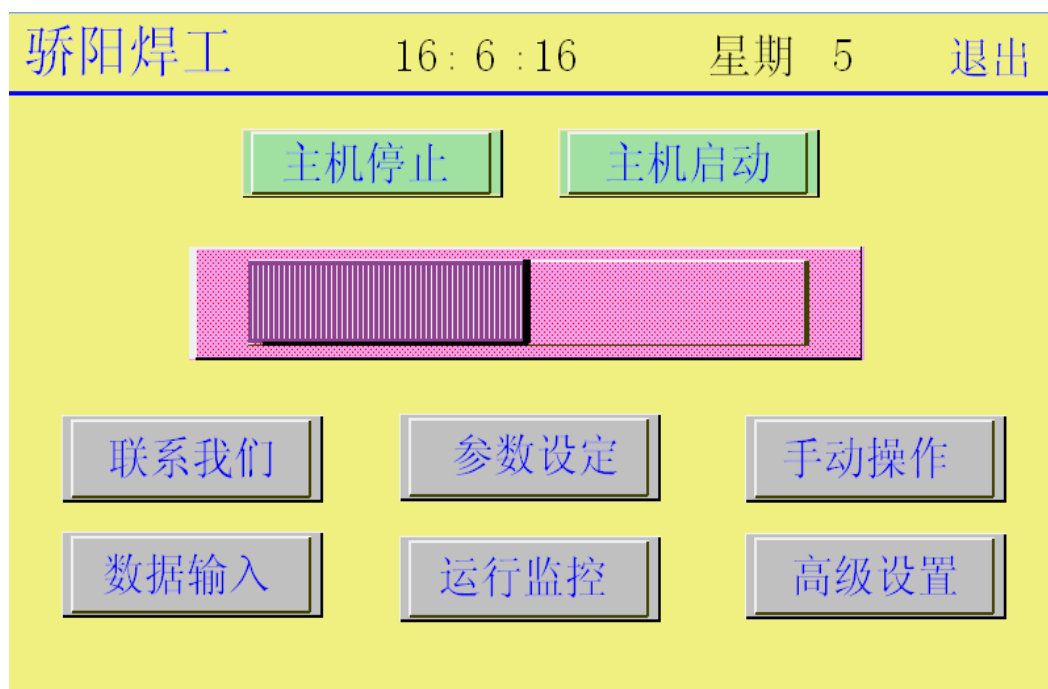 骄阳焊工 16: 6 :16 星期 5 退出
主机停止 主机启动
联系我们 参数设定 手动操作
数据输入 运行监控 高级设置